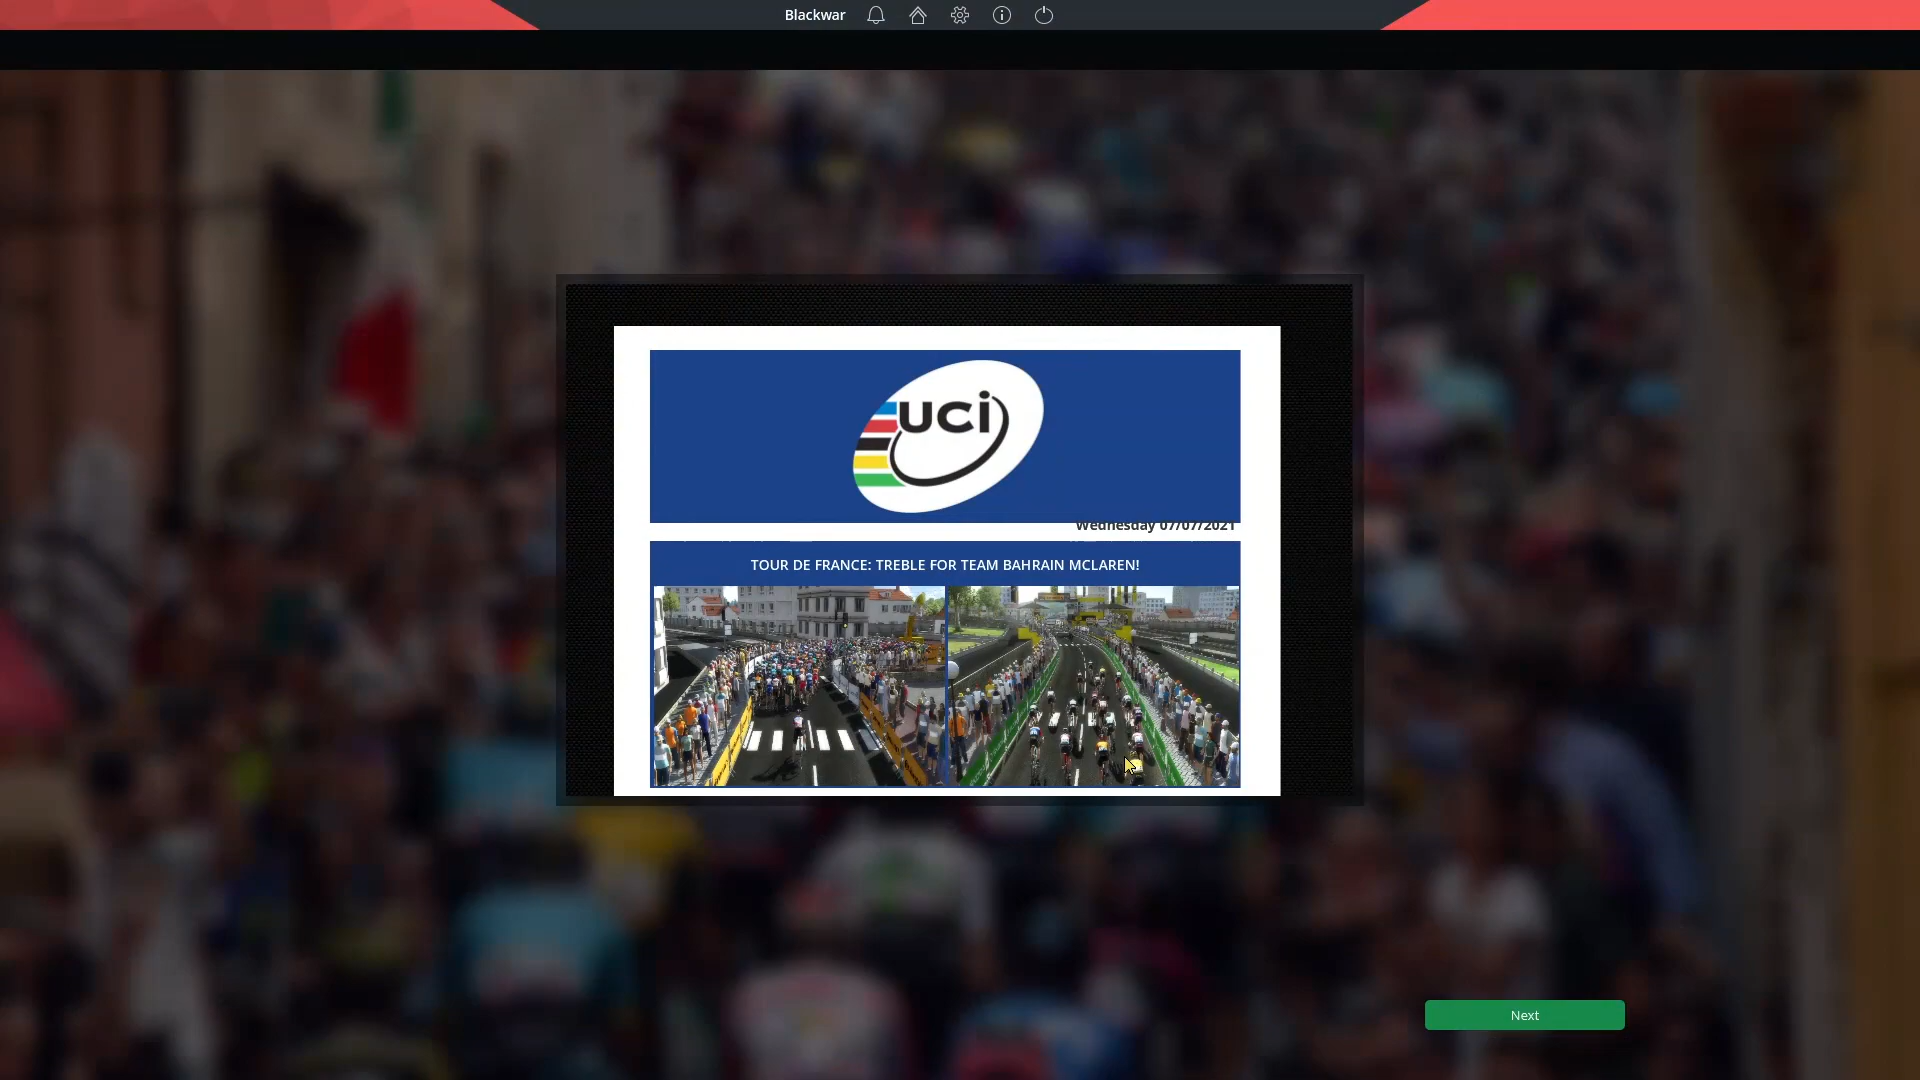 Blackwar
uci
Wednesday 07/07/2021
TOUR DE FRANCE: TREBLE FOR TEAM BAHRAIN MCLAREN!
Next